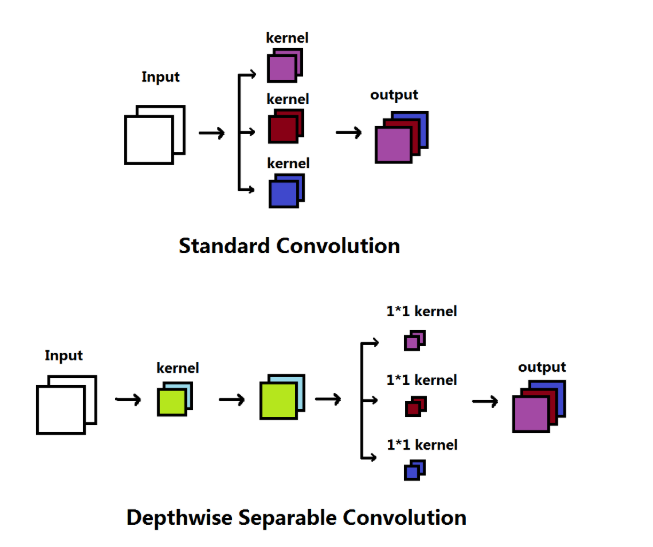 kernel
Input
kernel
output
kernel
Standard Convolution
1*1 kernel
Input
kernel
1*1 kernel
output
1*1 kernel
Depthwise Separable Convolution